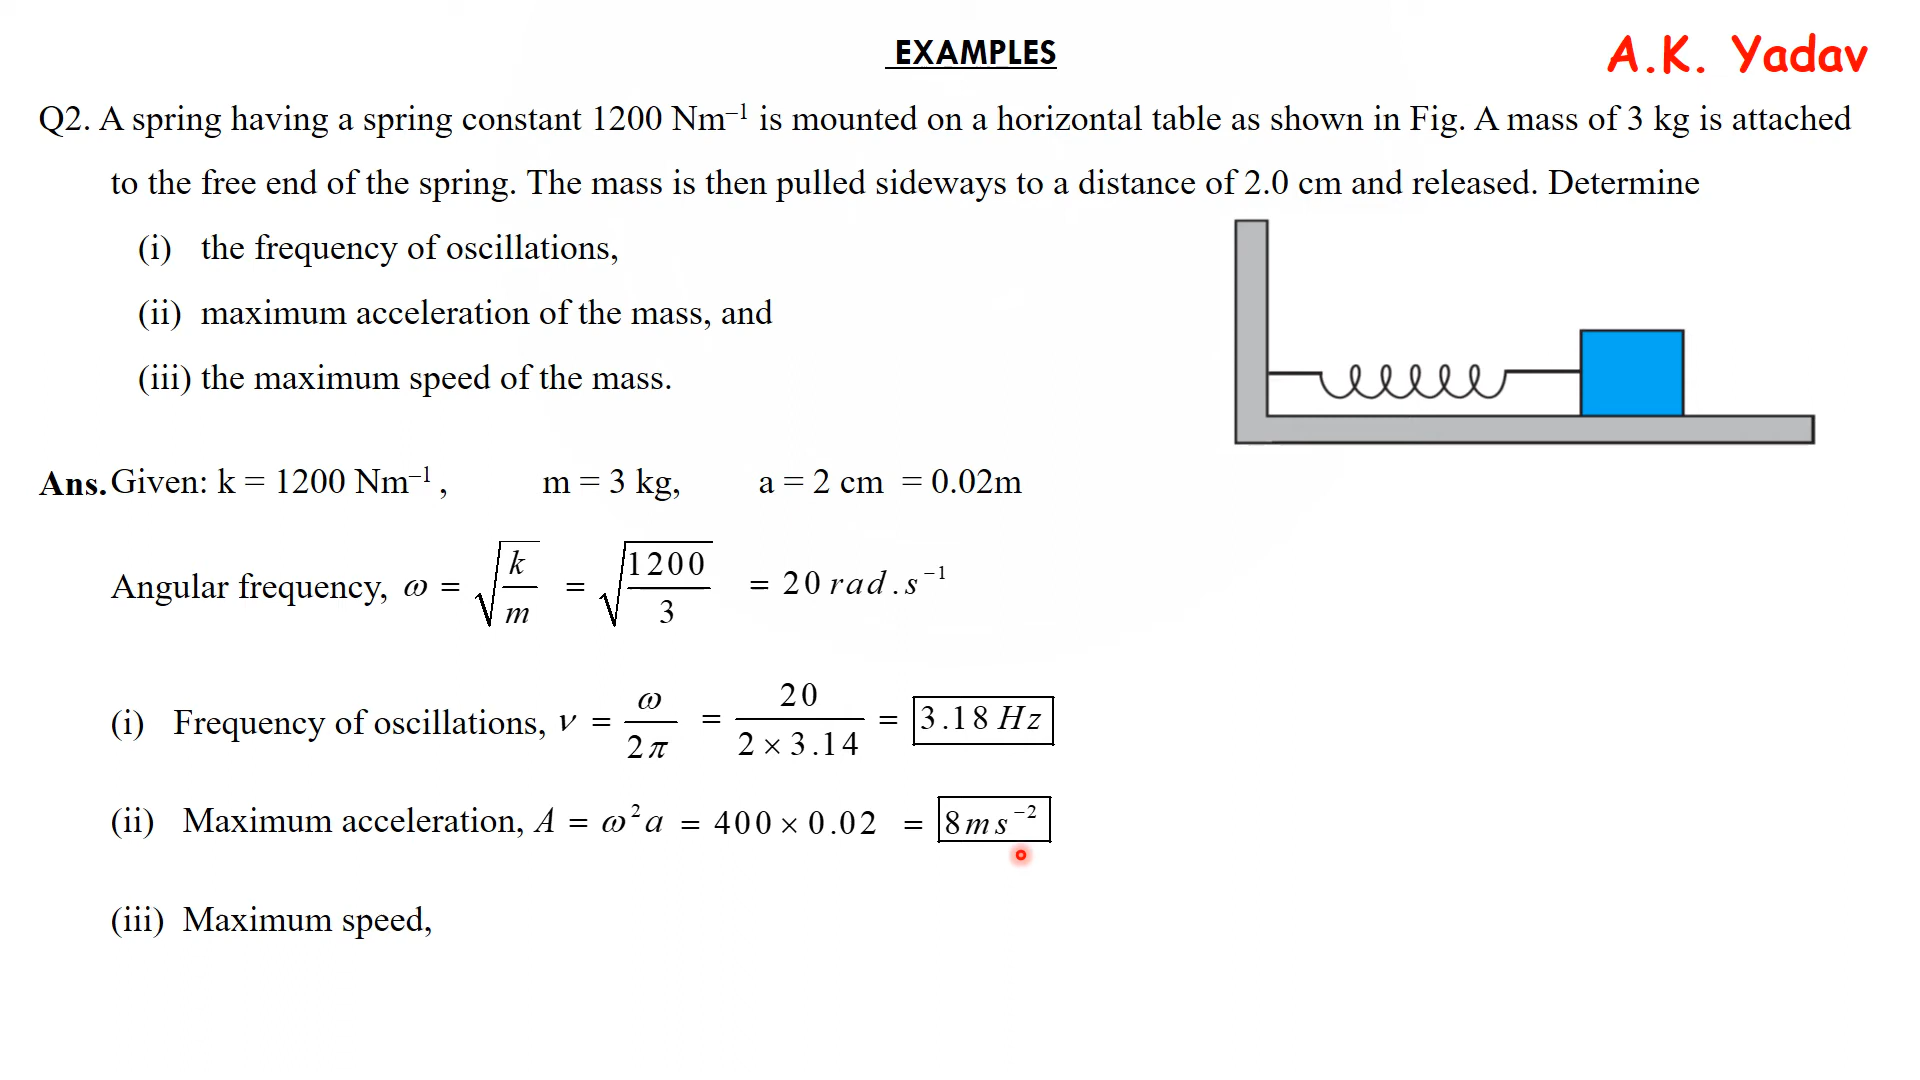 EXAMPLES
A.K. Yadav
Q2. A spring having a spring constant 1200 Nm⁻¹ is mounted on a horizontal table as shown in Fig. A mass of 3 kg is attached
to the free end of the spring. The mass is then pulled sideways to a distance of 2.0 cm and released. Determine
(i) the frequency of oscillations,
(ii) maximum acceleration of the mass, and
(iii) the maximum speed of the mass.
Ans. Given: k = 1200 Nm⁻¹ , m = 3 kg, a = 2 cm = 0.02m
Angular frequency, ω = √(k/m) = √(1200/3) = 20 rad.s⁻¹
(i) Frequency of oscillations, ν = ω/2π = 20/(2 × 3.14) = 3.18 Hz
(ii) Maximum acceleration, A = ω²a = 400 × 0.02 = 8ms⁻²
(iii) Maximum speed,